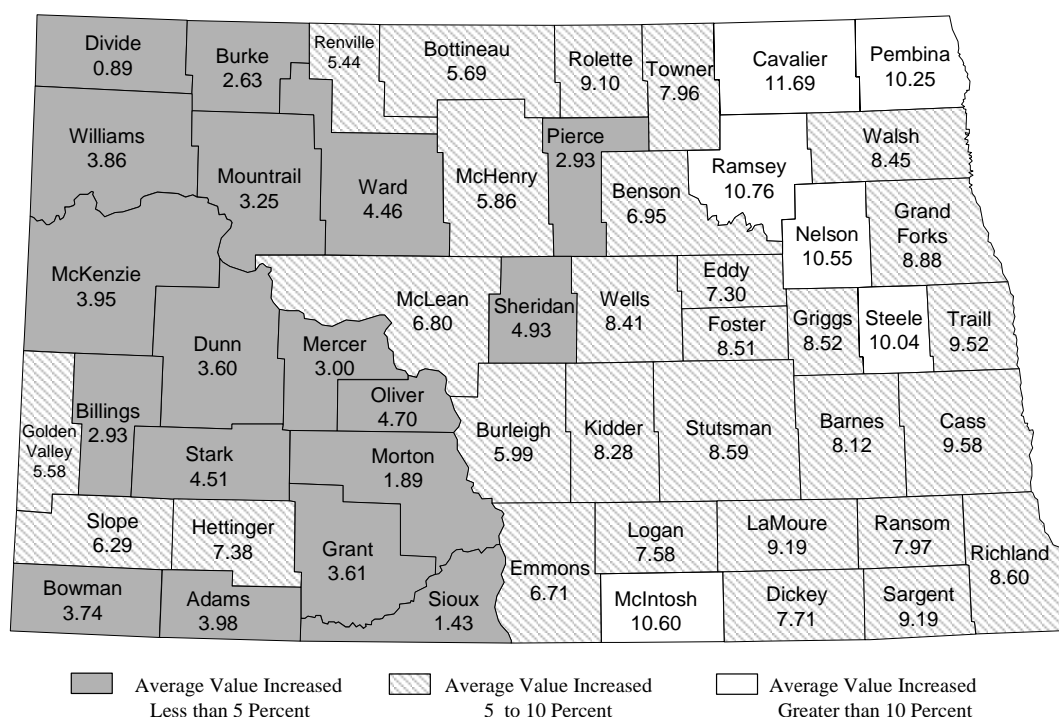 Divide
0.89
Burke
2.63
Renville
5.44
Bottineau
5.69
Rolette
9.10
Towner
7.96
Cavalier
11.69
Pembina
10.25
Williams
3.86
Mountrail
3.25
Ward
4.46
McHenry
5.86
Pierce
2.93
Benson
6.95
Ramsey
10.76
Walsh
8.45
Nelson
10.55
Grand
Forks
8.88
McKenzie
3.95
Dunn
3.60
Mercer
3.00
Oliver
4.70
McLean
6.80
Sheridan
4.93
Wells
8.41
Eddy
7.30
Foster
8.51
Griggs
8.52
Steele
10.04
Traill
9.52
Golden
Valley
5.58
Billings
2.93
Stark
4.51
Morton
1.89
Burleigh
5.99
Kidder
8.28
Stutsman
8.59
Barnes
8.12
Cass
9.58
Slope
6.29
Hettinger
7.38
Grant
3.61
Bowman
3.74
Adams
3.98
Sioux
1.43
Emmons
6.71
Logan
7.58
McIntosh
10.60
LaMoure
9.19
Dickey
7.71
Ransom
7.97
Sargent
9.19
Richland
8.60
Average Value Increased
Less than 5 Percent
Average Value Increased
5 to 10 Percent
Average Value Increased
Greater than 10 Percent